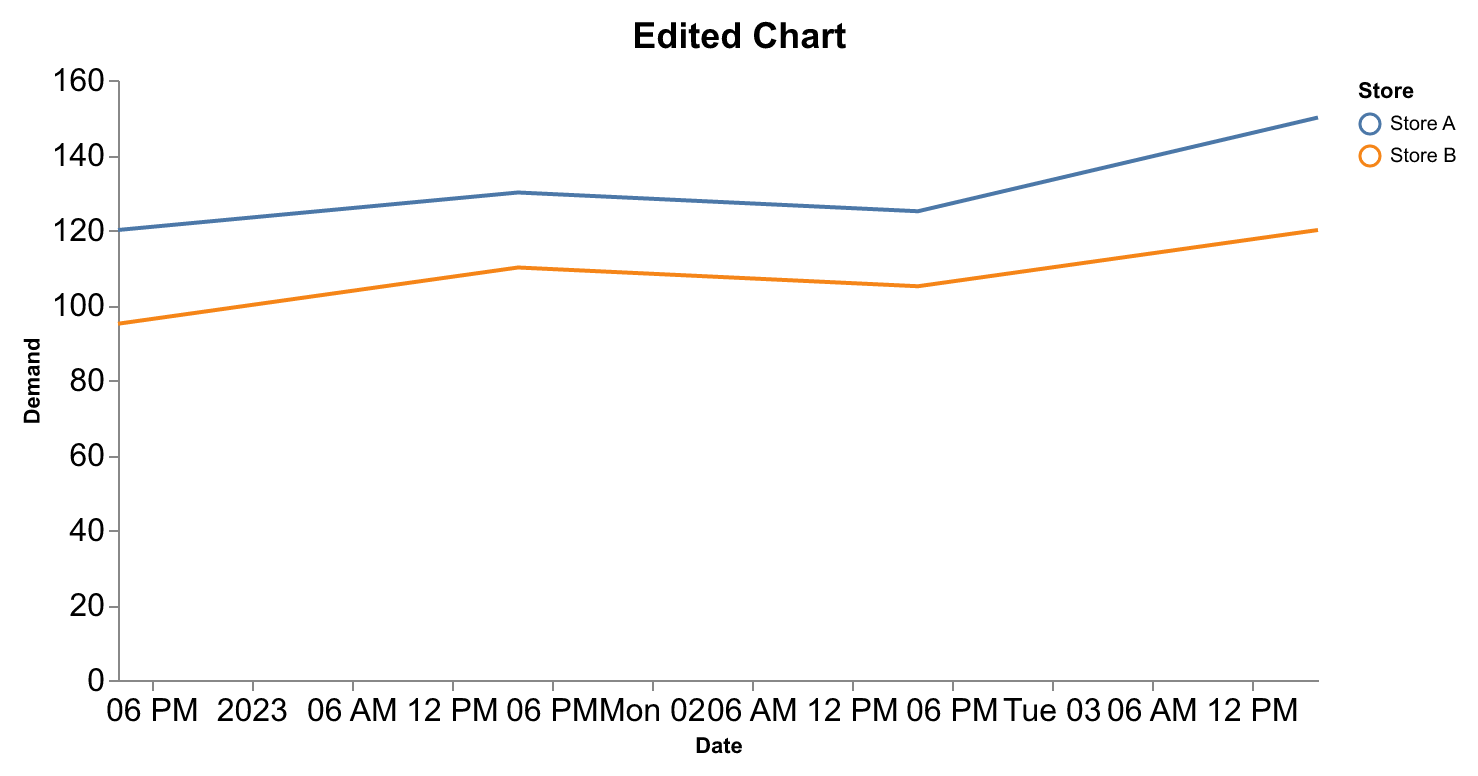 Edited Chart
160
140
120
100
80
60
40
20
0
Demand
06 PM 2023 06 AM 12 PM 06 PM Mon 02 06 AM 12 PM 06 PM Tue 03 06 AM 12 PM
Date
Store
Store A
Store B